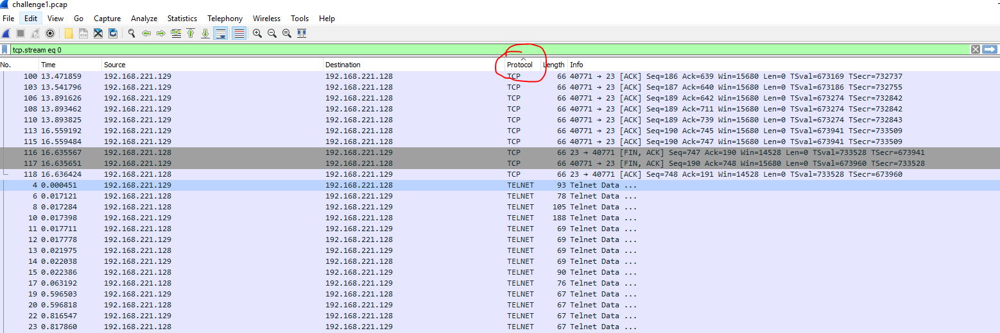 challenge1.pcap
File Edit View Go Capture Analyze Statistics Telephony Wireless Tools Help
tcp.stream eq 0
No. Time Source Destination Protocol Length Info
100 13.471859 192.168.221.129 192.168.221.128 TCP 66 40771 → 23 [ACK] Seq=186 Ack=639 Win=15680 Len=0 TSval=673169 TSecr=732737
103 13.541796 192.168.221.129 192.168.221.128 TCP 66 40771 → 23 [ACK] Seq=187 Ack=640 Win=15680 Len=0 TSval=673186 TSecr=732755
106 13.891626 192.168.221.129 192.168.221.128 TCP 66 40771 → 23 [ACK] Seq=189 Ack=642 Win=15680 Len=0 TSval=673274 TSecr=732842
108 13.893462 192.168.221.129 192.168.221.128 TCP 66 40771 → 23 [ACK] Seq=189 Ack=711 Win=15680 Len=0 TSval=673274 TSecr=732842
110 13.893825 192.168.221.129 192.168.221.128 TCP 66 40771 → 23 [ACK] Seq=189 Ack=739 Win=15680 Len=0 TSval=673274 TSecr=732843
113 16.559192 192.168.221.129 192.168.221.128 TCP 66 40771 → 23 [ACK] Seq=190 Ack=745 Win=15680 Len=0 TSval=673941 TSecr=733509
115 16.559484 192.168.221.129 192.168.221.128 TCP 66 40771 → 23 [ACK] Seq=190 Ack=747 Win=15680 Len=0 TSval=673941 TSecr=733509
116 16.635567 192.168.221.128 192.168.221.129 TCP 66 23 → 40771 [FIN, ACK] Seq=747 Ack=190 Win=14528 Len=0 TSval=733528 TSecr=673941
117 16.635651 192.168.221.129 192.168.221.128 TCP 66 40771 → 23 [FIN, ACK] Seq=190 Ack=748 Win=15680 Len=0 TSval=673960 TSecr=733528
118 16.636424 192.168.221.128 192.168.221.129 TCP 66 23 → 40771 [ACK] Seq=748 Ack=191 Win=14528 Len=0 TSval=733528 TSecr=673960
4 0.000451 192.168.221.129 192.168.221.128 TELNET 93 Telnet Data ...
6 0.017121 192.168.221.128 192.168.221.129 TELNET 78 Telnet Data ...
8 0.017284 192.168.221.128 192.168.221.129 TELNET 105 Telnet Data ...
10 0.017398 192.168.221.129 192.168.221.128 TELNET 188 Telnet Data ...
11 0.017711 192.168.221.128 192.168.221.129 TELNET 69 Telnet Data ...
12 0.017778 192.168.221.129 192.168.221.128 TELNET 69 Telnet Data ...
13 0.021975 192.168.221.128 192.168.221.129 TELNET 69 Telnet Data ...
14 0.022038 192.168.221.129 192.168.221.128 TELNET 69 Telnet Data ...
15 0.022386 192.168.221.128 192.168.221.129 TELNET 90 Telnet Data ...
17 0.063192 192.168.221.128 192.168.221.129 TELNET 76 Telnet Data ...
19 0.596503 192.168.221.129 192.168.221.128 TELNET 67 Telnet Data ...
20 0.596818 192.168.221.128 192.168.221.129 TELNET 67 Telnet Data ...
22 0.816547 192.168.221.129 192.168.221.128 TELNET 67 Telnet Data ...
23 0.817860 192.168.221.128 192.168.221.129 TELNET 67 Telnet Data ...